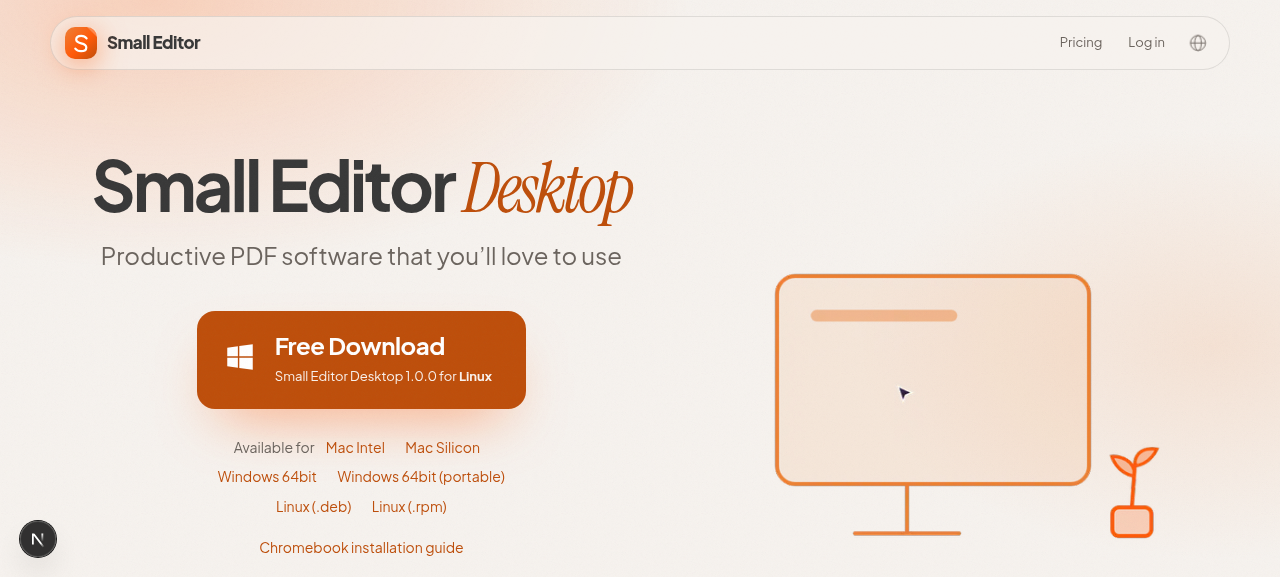 S Small Editor
Pricing Log in
Small Editor Desktop
Productive PDF software that you’ll love to use
Free Download
Small Editor Desktop 1.0.0 for Linux
Available for Mac Intel Mac Silicon
Windows 64bit Windows 64bit (portable)
Linux (.deb) Linux (.rpm)
N
Chromebook installation guide